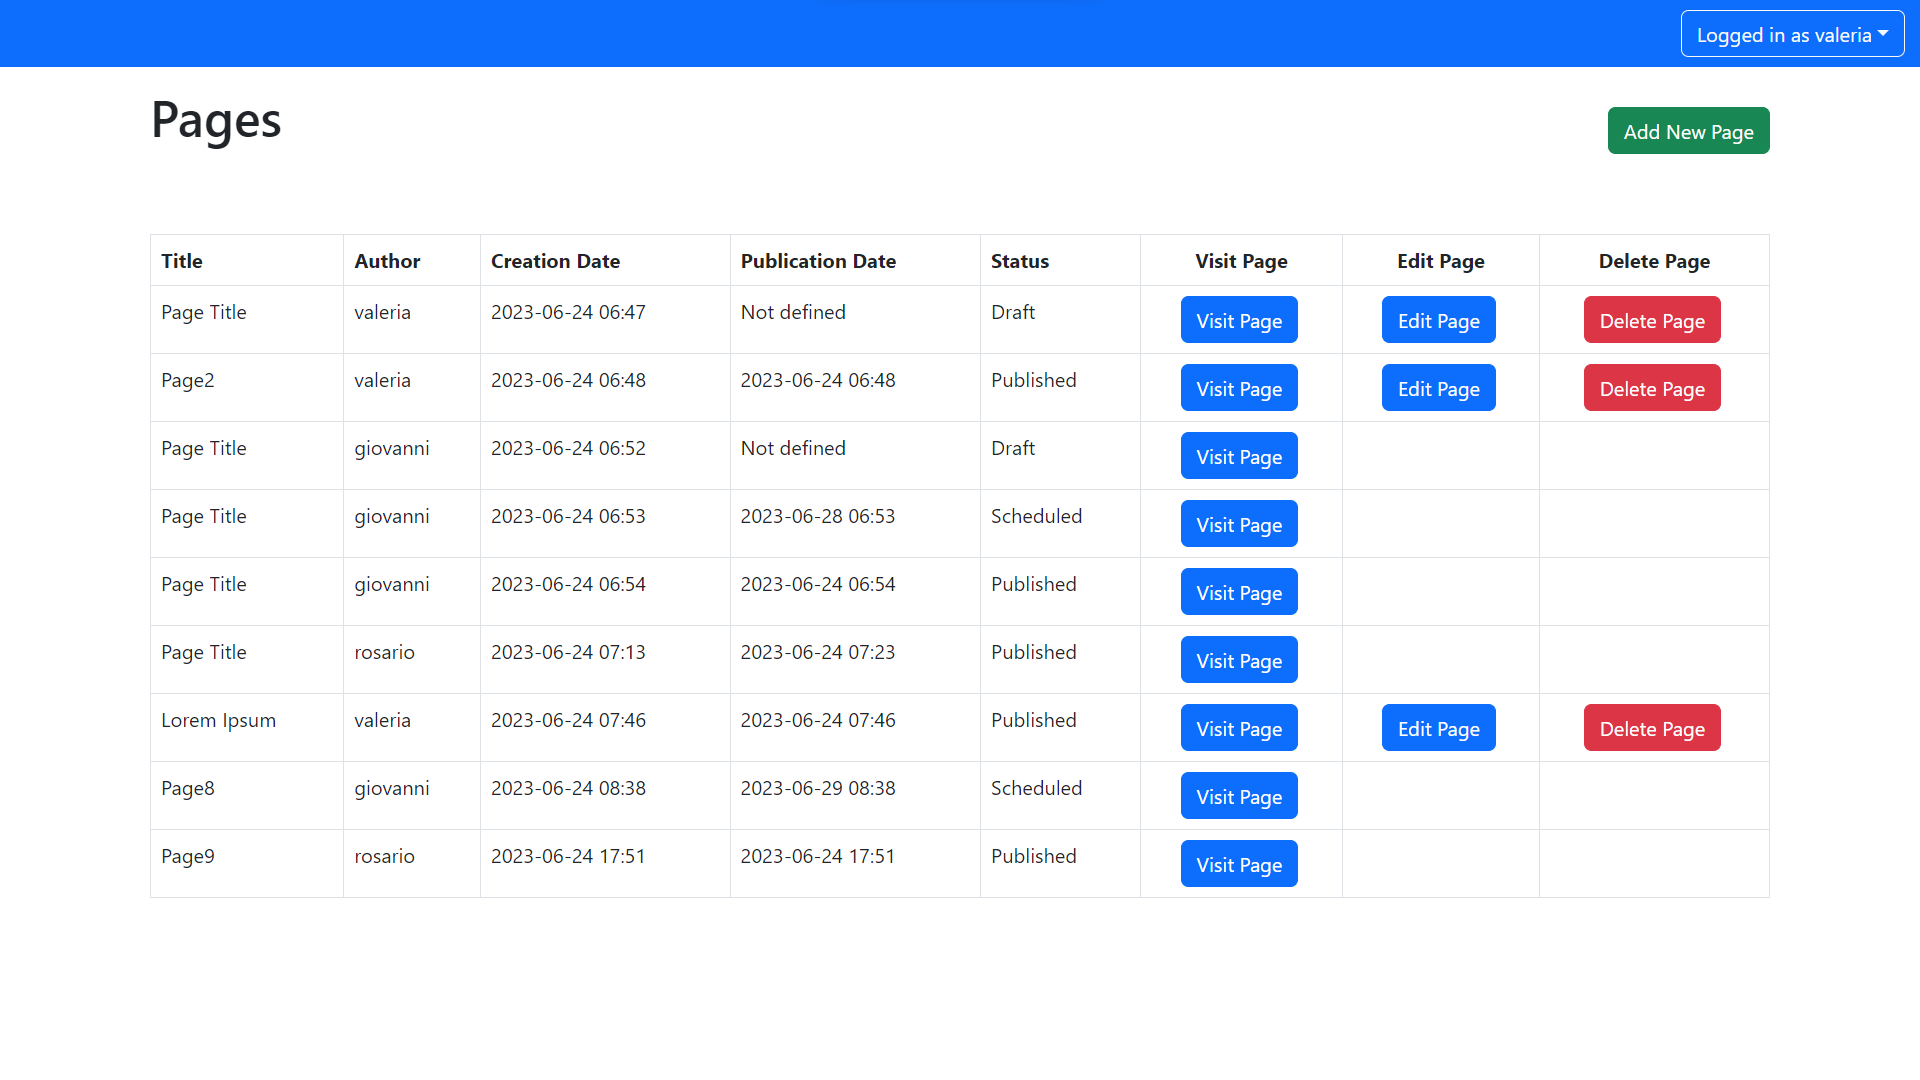 Logged in as valeria
Pages
Add New Page
Title Author Creation Date Publication Date Status Visit Page Edit Page Delete Page
Page Title valeria 2023-06-24 06:47 Not defined Draft Visit Page Edit Page Delete Page
Page2 valeria 2023-06-24 06:48 2023-06-24 06:48 Published Visit Page Edit Page Delete Page
Page Title giovanni 2023-06-24 06:52 Not defined Draft Visit Page
Page Title giovanni 2023-06-24 06:53 2023-06-28 06:53 Scheduled Visit Page
Page Title giovanni 2023-06-24 06:54 2023-06-24 06:54 Published Visit Page
Page Title rosario 2023-06-24 07:13 2023-06-24 07:23 Published Visit Page
Lorem Ipsum valeria 2023-06-24 07:46 2023-06-24 07:46 Published Visit Page Edit Page Delete Page
Page8 giovanni 2023-06-24 08:38 2023-06-29 08:38 Scheduled Visit Page
Page9 rosario 2023-06-24 17:51 2023-06-24 17:51 Published Visit Page